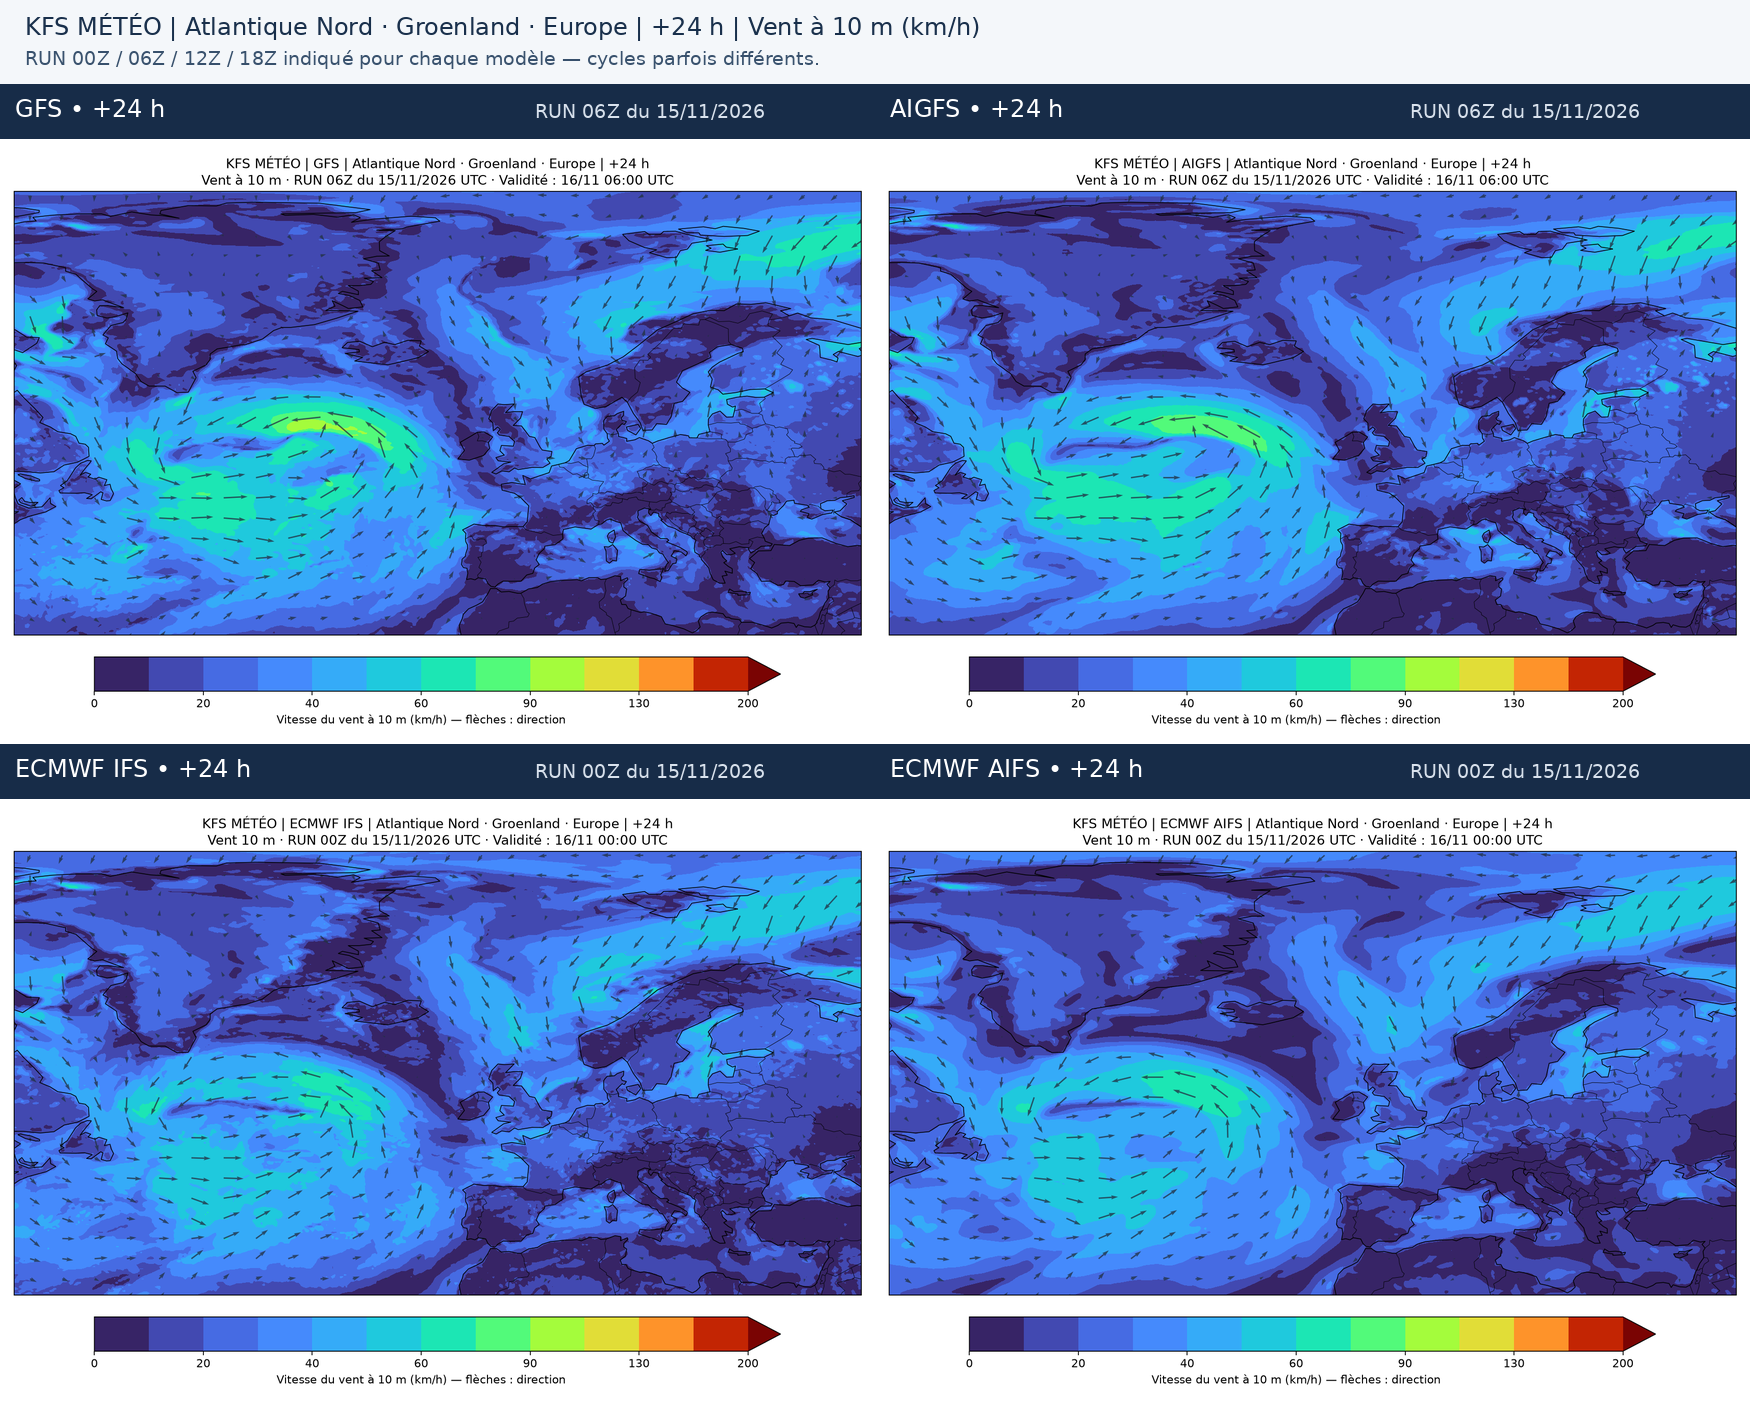 KFS MÉTÉO | Atlantique Nord · Groenland · Europe | +24 h | Vent à 10 m (km/h)
RUN 00Z / 06Z / 12Z / 18Z indiqué pour chaque modèle — cycles parfois différents.
GFS • +24 h
RUN 06Z du 15/11/2026
KFS MÉTÉO | GFS | Atlantique Nord · Groenland · Europe | +24 h
Vent à 10 m · RUN 06Z du 15/11/2026 UTC · Validité : 16/11 06:00 UTC
0 20 40 60 90 130 200
Vitesse du vent à 10 m (km/h) — flèches : direction
AIGFS • +24 h
RUN 06Z du 15/11/2026
KFS MÉTÉO | AIGFS | Atlantique Nord · Groenland · Europe | +24 h
Vent à 10 m · RUN 06Z du 15/11/2026 UTC · Validité : 16/11 06:00 UTC
0 20 40 60 90 130 200
Vitesse du vent à 10 m (km/h) — flèches : direction
ECMWF IFS • +24 h
RUN 00Z du 15/11/2026
KFS MÉTÉO | ECMWF IFS | Atlantique Nord · Groenland · Europe | +24 h
Vent 10 m · RUN 00Z du 15/11/2026 UTC · Validité : 16/11 00:00 UTC
0 20 40 60 90 130 200
Vitesse du vent à 10 m (km/h) — flèches : direction
ECMWF AIFS • +24 h
RUN 00Z du 15/11/2026
KFS MÉTÉO | ECMWF AIFS | Atlantique Nord · Groenland · Europe | +24 h
Vent 10 m · RUN 00Z du 15/11/2026 UTC · Validité : 16/11 00:00 UTC
0 20 40 60 90 130 200
Vitesse du vent à 10 m (km/h) — flèches : direction